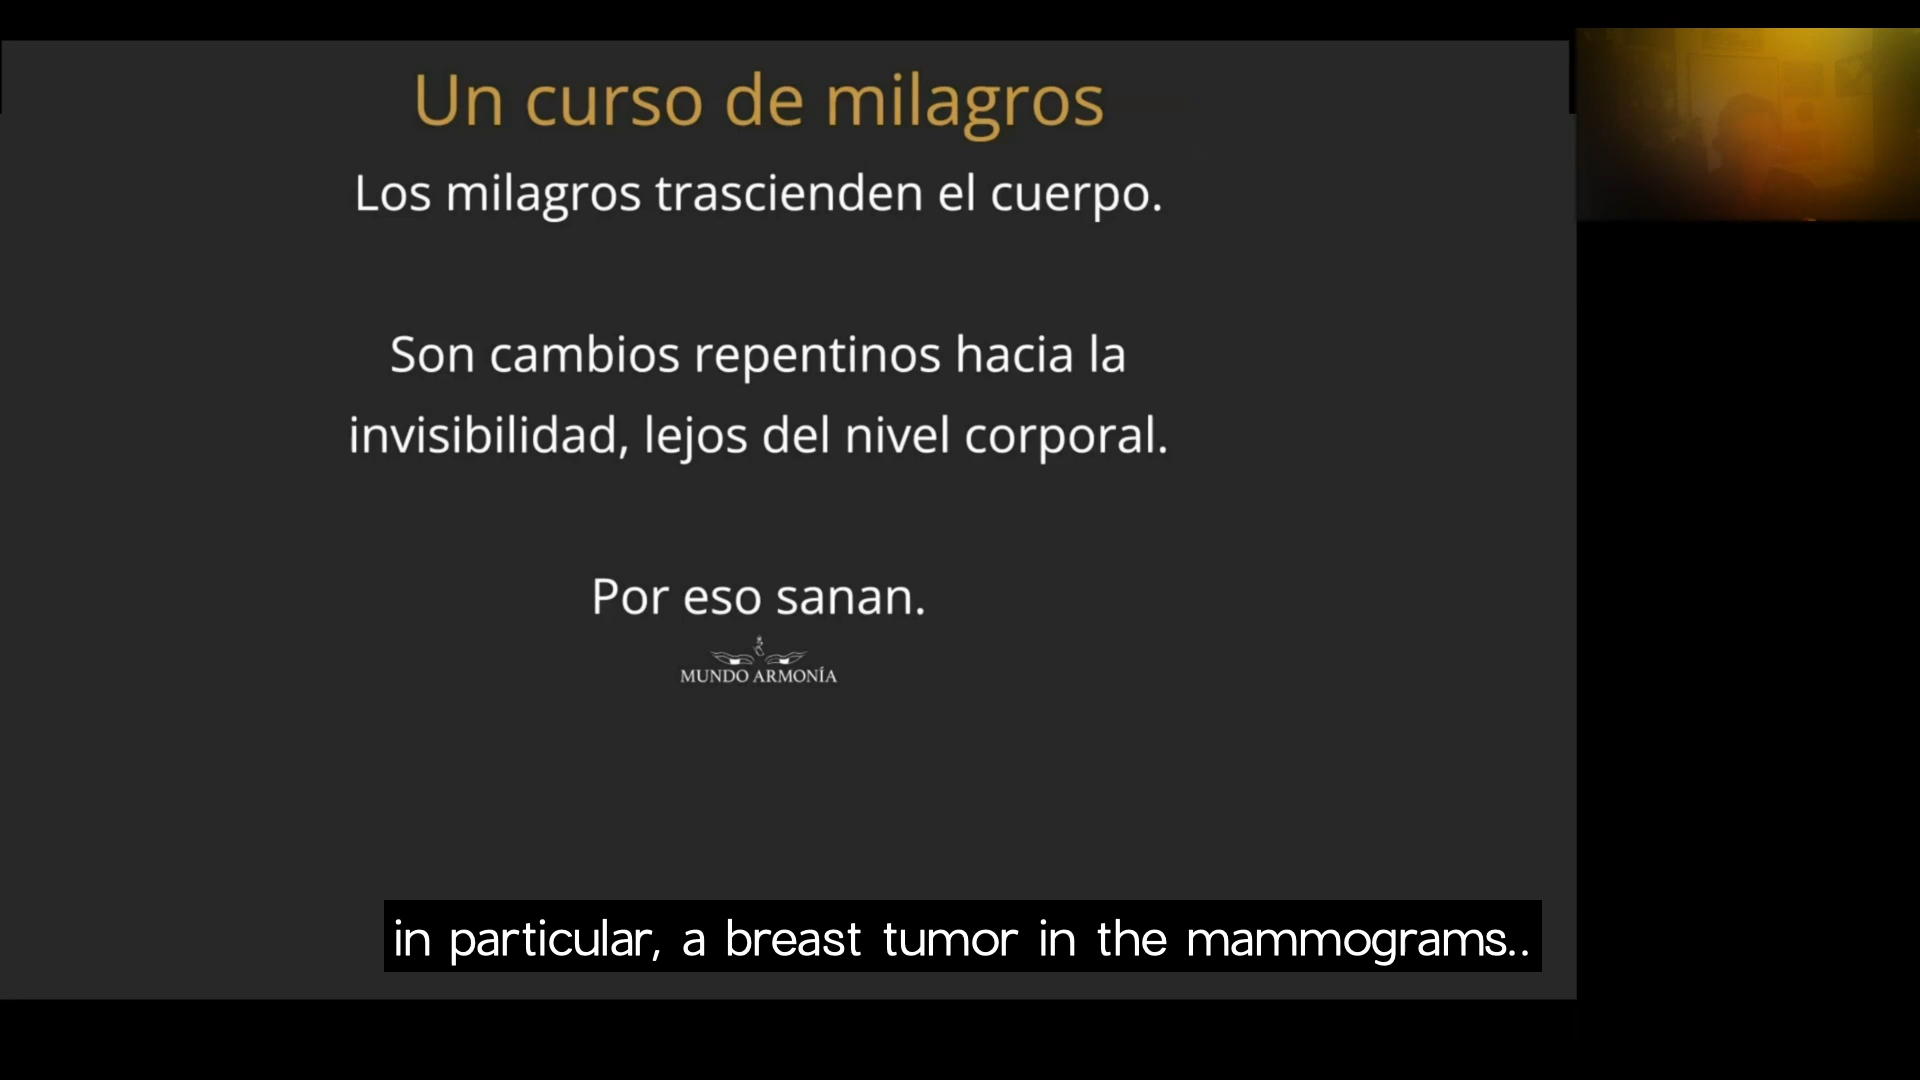 Un curso de milagros
Los milagros trascienden el cuerpo.
Son cambios repentinos hacia la
invisibilidad, lejos del nivel corporal.
Por eso sanan.
MUNDO ARMONÍA
in particular, a breast tumor in the mammograms..